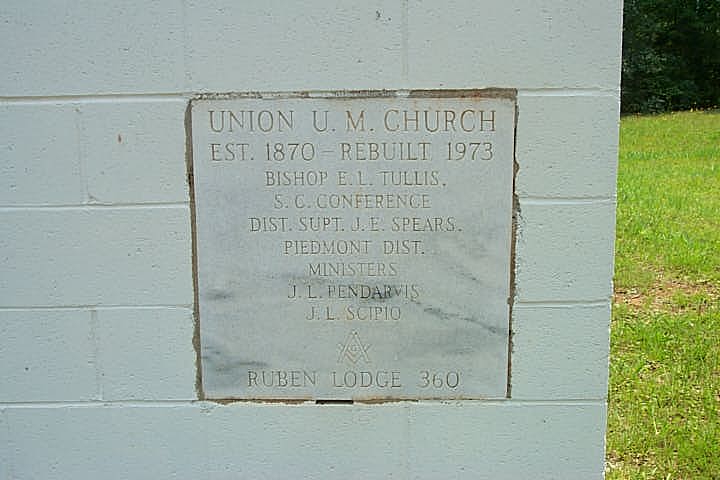 UNION U. M. CHURCH
EST. 1870 – REBUILT 1973
BISHOP E. L. TULLIS,
S. C. CONFERENCE
DIST. SUPT. J. E. SPEARS,
PIEDMONT DIST.
MINISTERS
J. L. PENDARVIS
J. L. SCIPIO
G
RUBEN LODGE 360